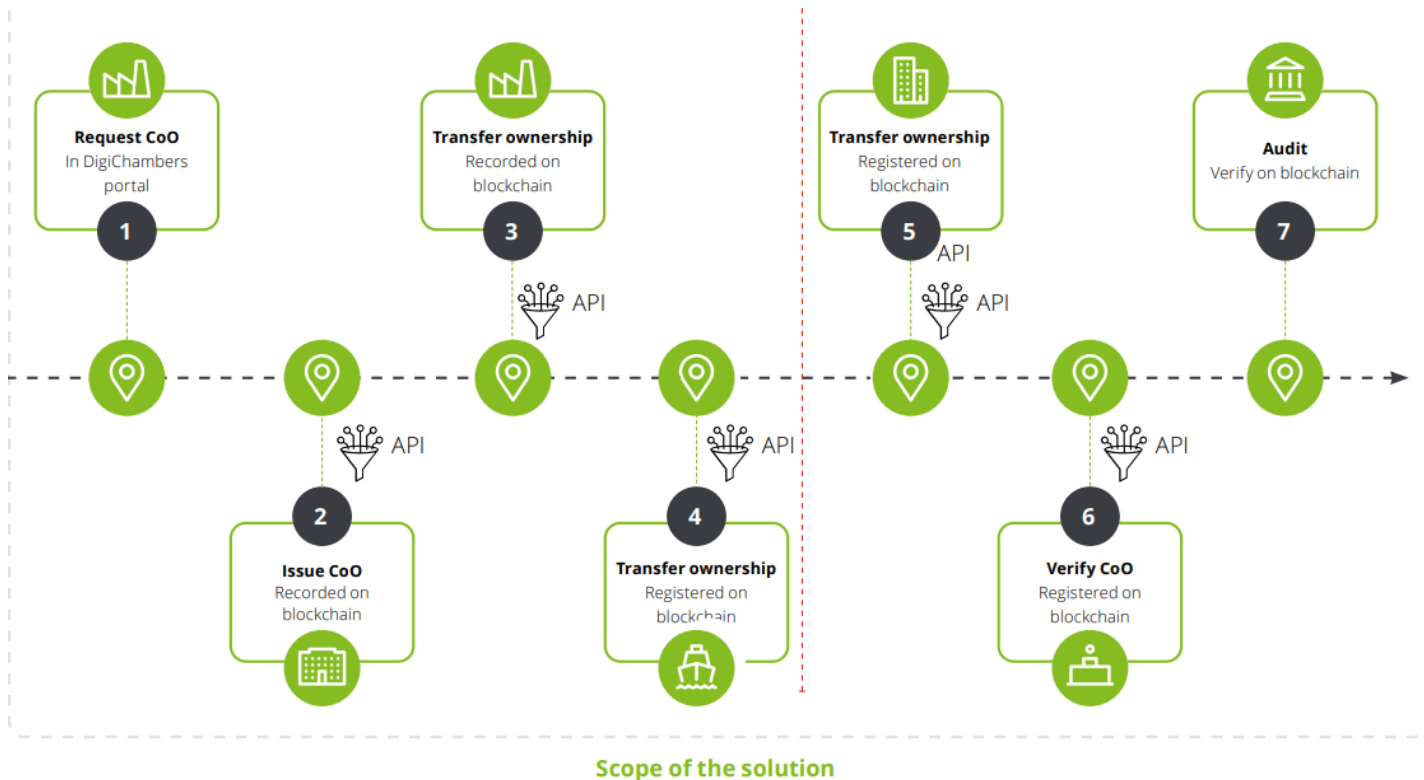 Request CoO
In DigiChambers
portal
1
Transfer ownership
Recorded on
blockchain
3
API
Transfer ownership
Registered on
blockchain
5
API
API
Audit
Verify on blockchain
7
API
2
Issue CoO
Recorded on
blockchain
API
4
Transfer ownership
Registered on
blockchain
API
6
Verify CoO
Registered on
blockchain
Scope of the solution